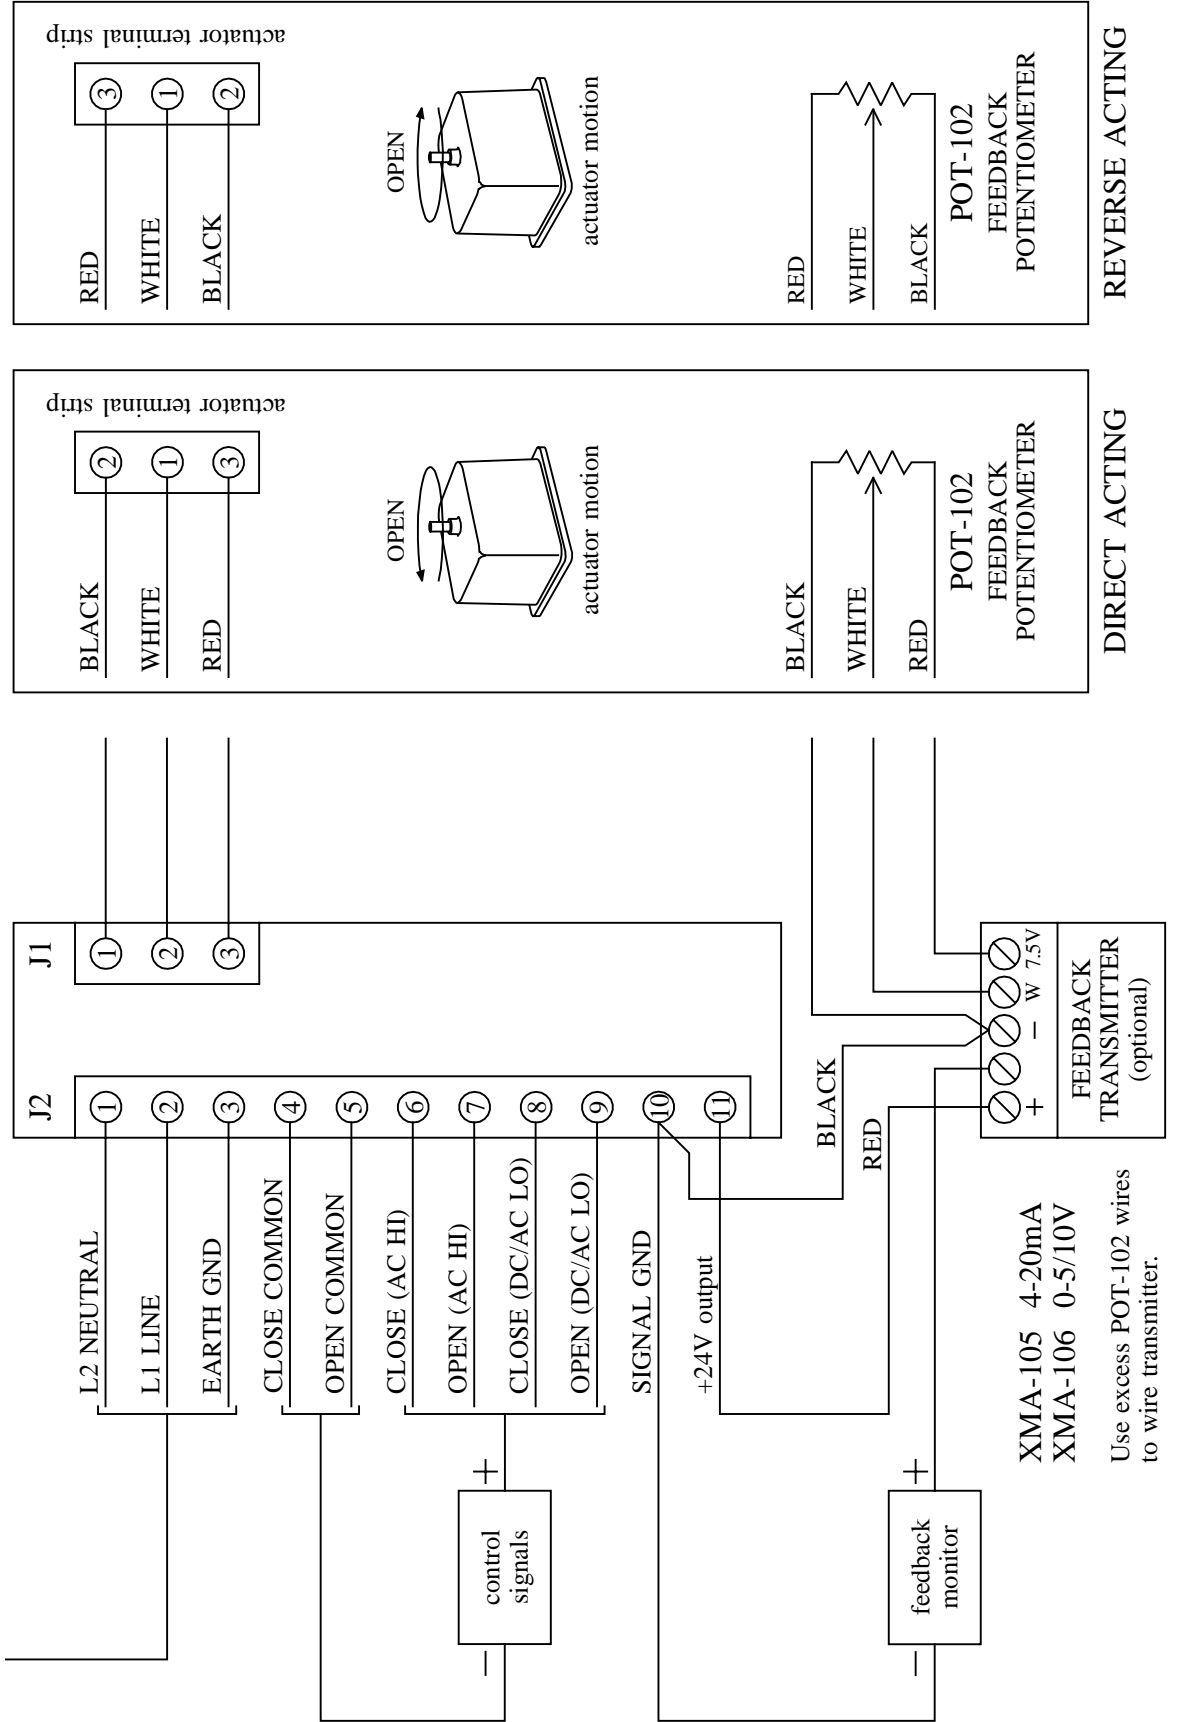 J2
1
2
3
4
5
6
7
8
9
10
11
L2 NEUTRAL
L1 LINE
EARTH GND
CLOSE COMMON
OPEN COMMON
CLOSE (AC HI)
OPEN (AC HI)
CLOSE (DC/AC LO)
OPEN (DC/AC LO)
SIGNAL GND
+24V output
control
signals
−
+
feedback
monitor
−
+
J1
1
2
3
BLACK
RED
+
−
W
7.5V
FEEDBACK
TRANSMITTER
(optional)
XMA-105 4-20mA
XMA-106 0-5/10V
Use excess POT-102 wires
to wire transmitter.
actuator terminal strip
BLACK
WHITE
RED
2
1
3
OPEN
actuator motion
BLACK
WHITE
RED
POT-102
FEEDBACK
POTENTIOMETER
DIRECT ACTING
actuator terminal strip
RED
WHITE
BLACK
3
1
2
OPEN
actuator motion
RED
WHITE
BLACK
POT-102
FEEDBACK
POTENTIOMETER
REVERSE ACTING